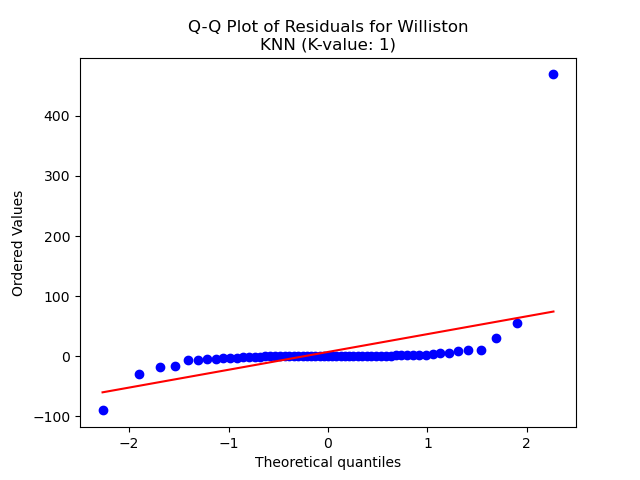 Q-Q Plot of Residuals for Williston
KNN (K-value: 1)
400
300
200
100
0
−100
Ordered Values
−2
−1
0
1
2
Theoretical quantiles